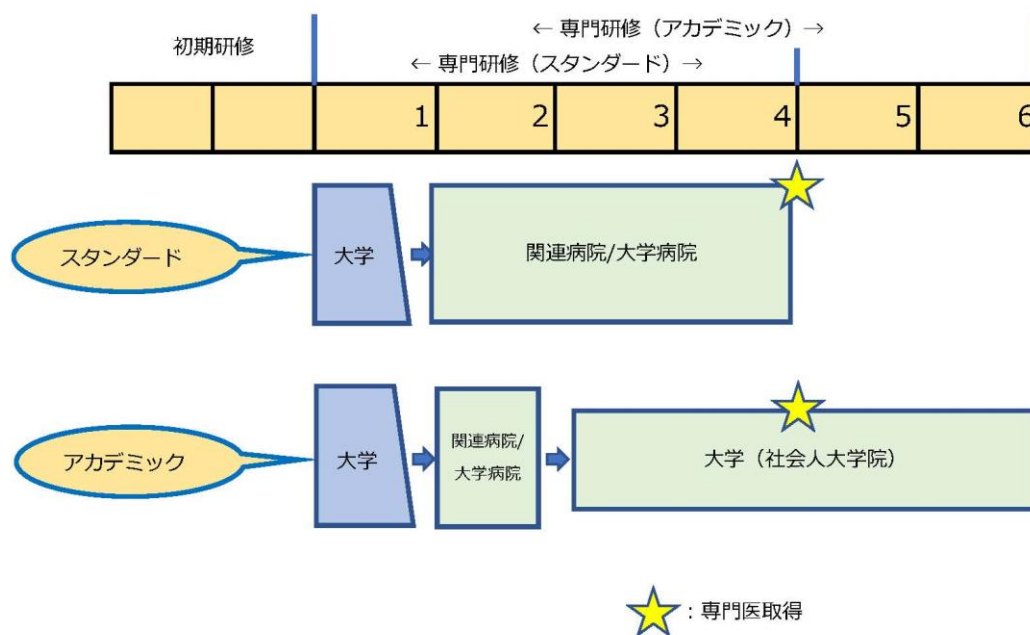 ← 専門研修（アカデミック）→
初期研修
← 専門研修（スタンダード）→
1 2 3 4 5 6
スタンダード
大学
関連病院/大学病院
アカデミック
大学
関連病院/
大学病院
大学（社会人大学院）
：専門医取得